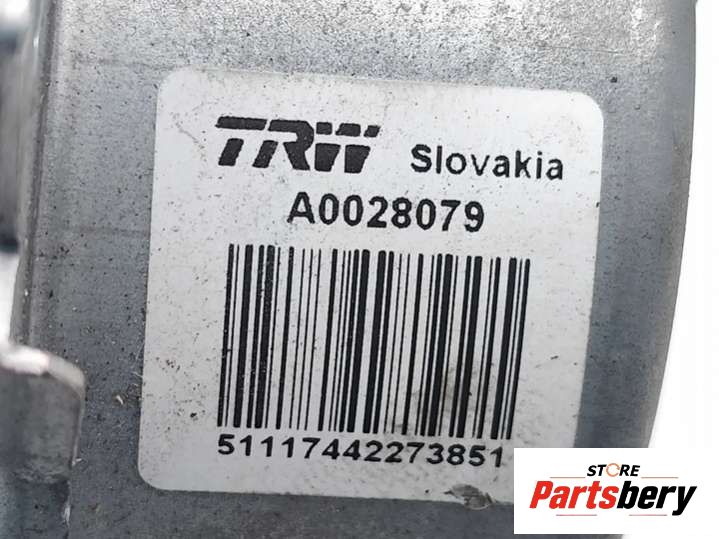 TRW Slovakia
A0028079
51117442273851
STORE
Partsbery